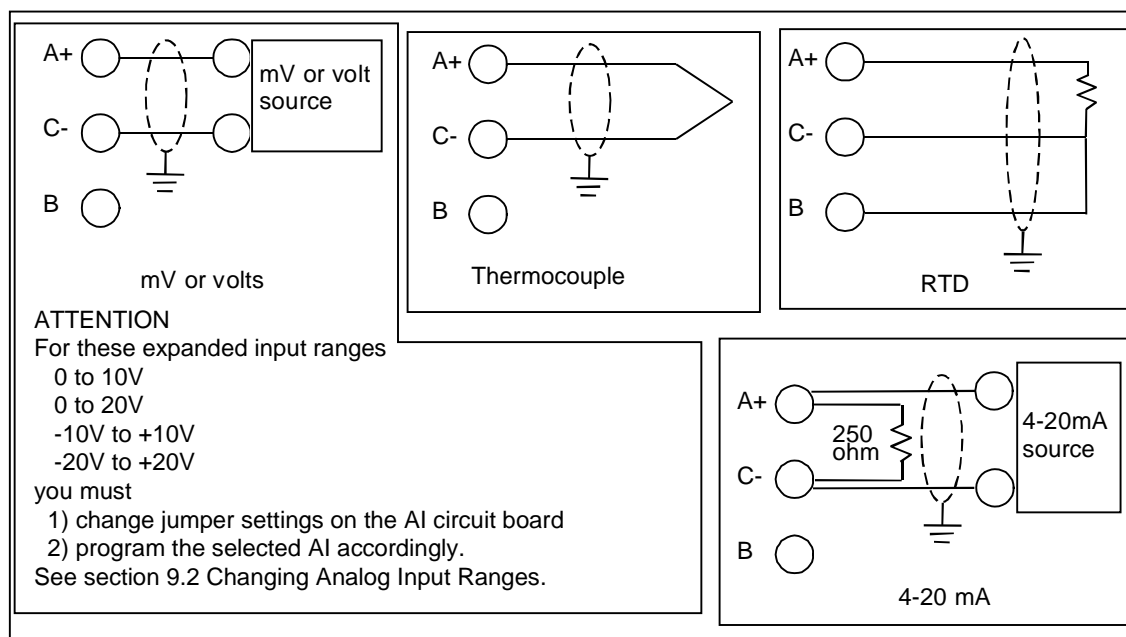 A+
C-
B
mV or volt
source
mV or volts
ATTENTION
For these expanded input ranges
0 to 10V
0 to 20V
-10V to +10V
-20V to +20V
you must
1) change jumper settings on the AI circuit board
2) program the selected AI accordingly.
See section 9.2 Changing Analog Input Ranges.
A+
C-
B
Thermocouple
A+
C-
B
RTD
A+
C-
B
250
ohm
4-20mA
source
4-20 mA